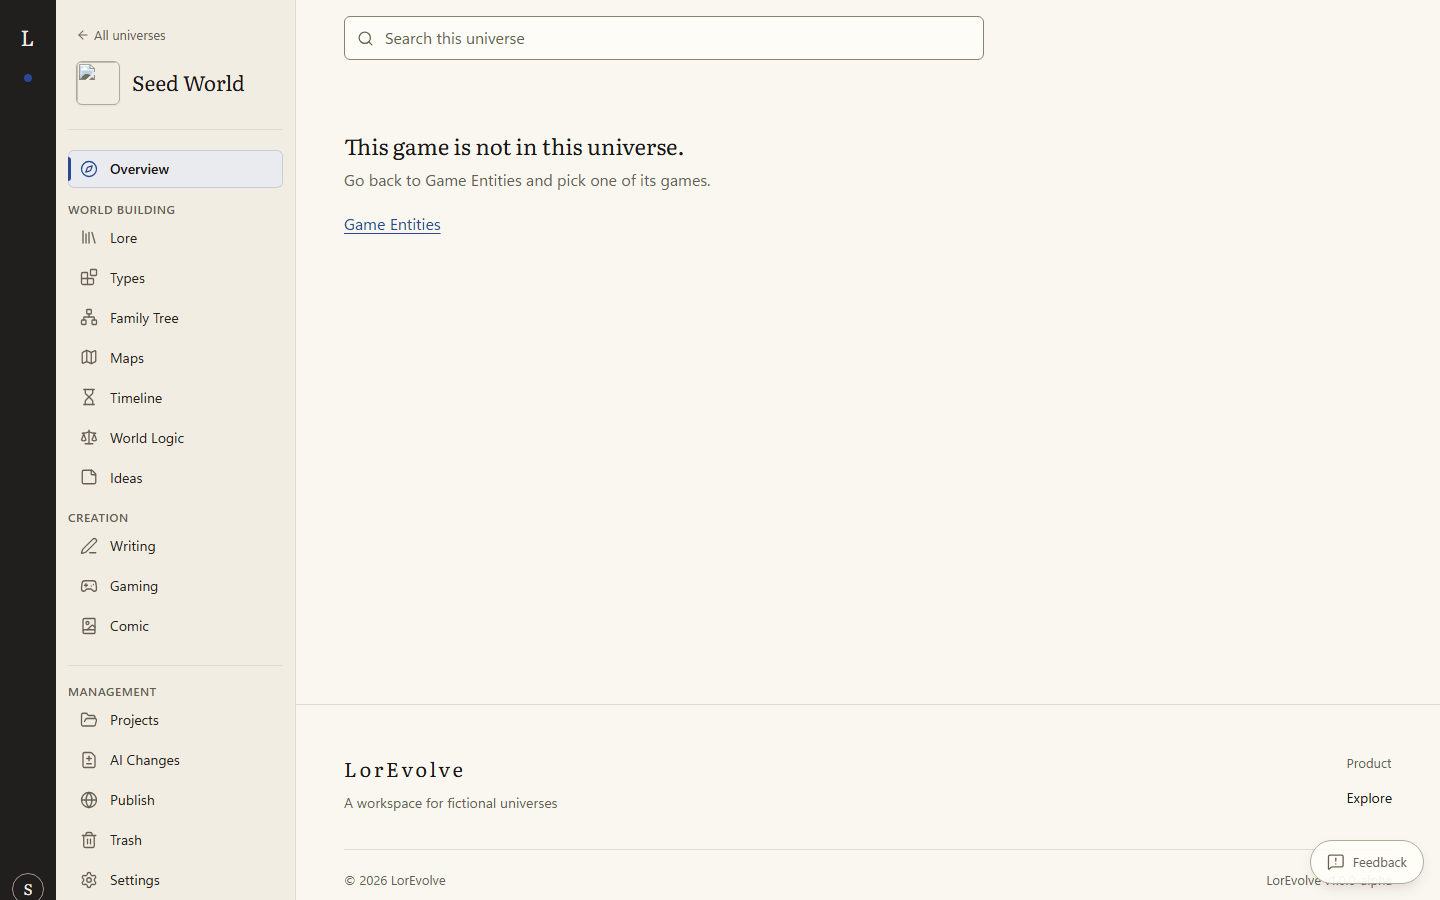 L
All universes
Seed World
Overview
WORLD BUILDING
Lore
Types
Family Tree
Maps
Timeline
World Logic
Ideas
CREATION
Writing
Gaming
Comic
MANAGEMENT
Projects
AI Changes
Publish
Trash
Settings
S
Search this universe
This game is not in this universe.
Go back to Game Entities and pick one of its games.
Game Entities
LorEvolve
A workspace for fictional universes
Product
Explore
© 2026 LorEvolve
LorEvolve
Feedback